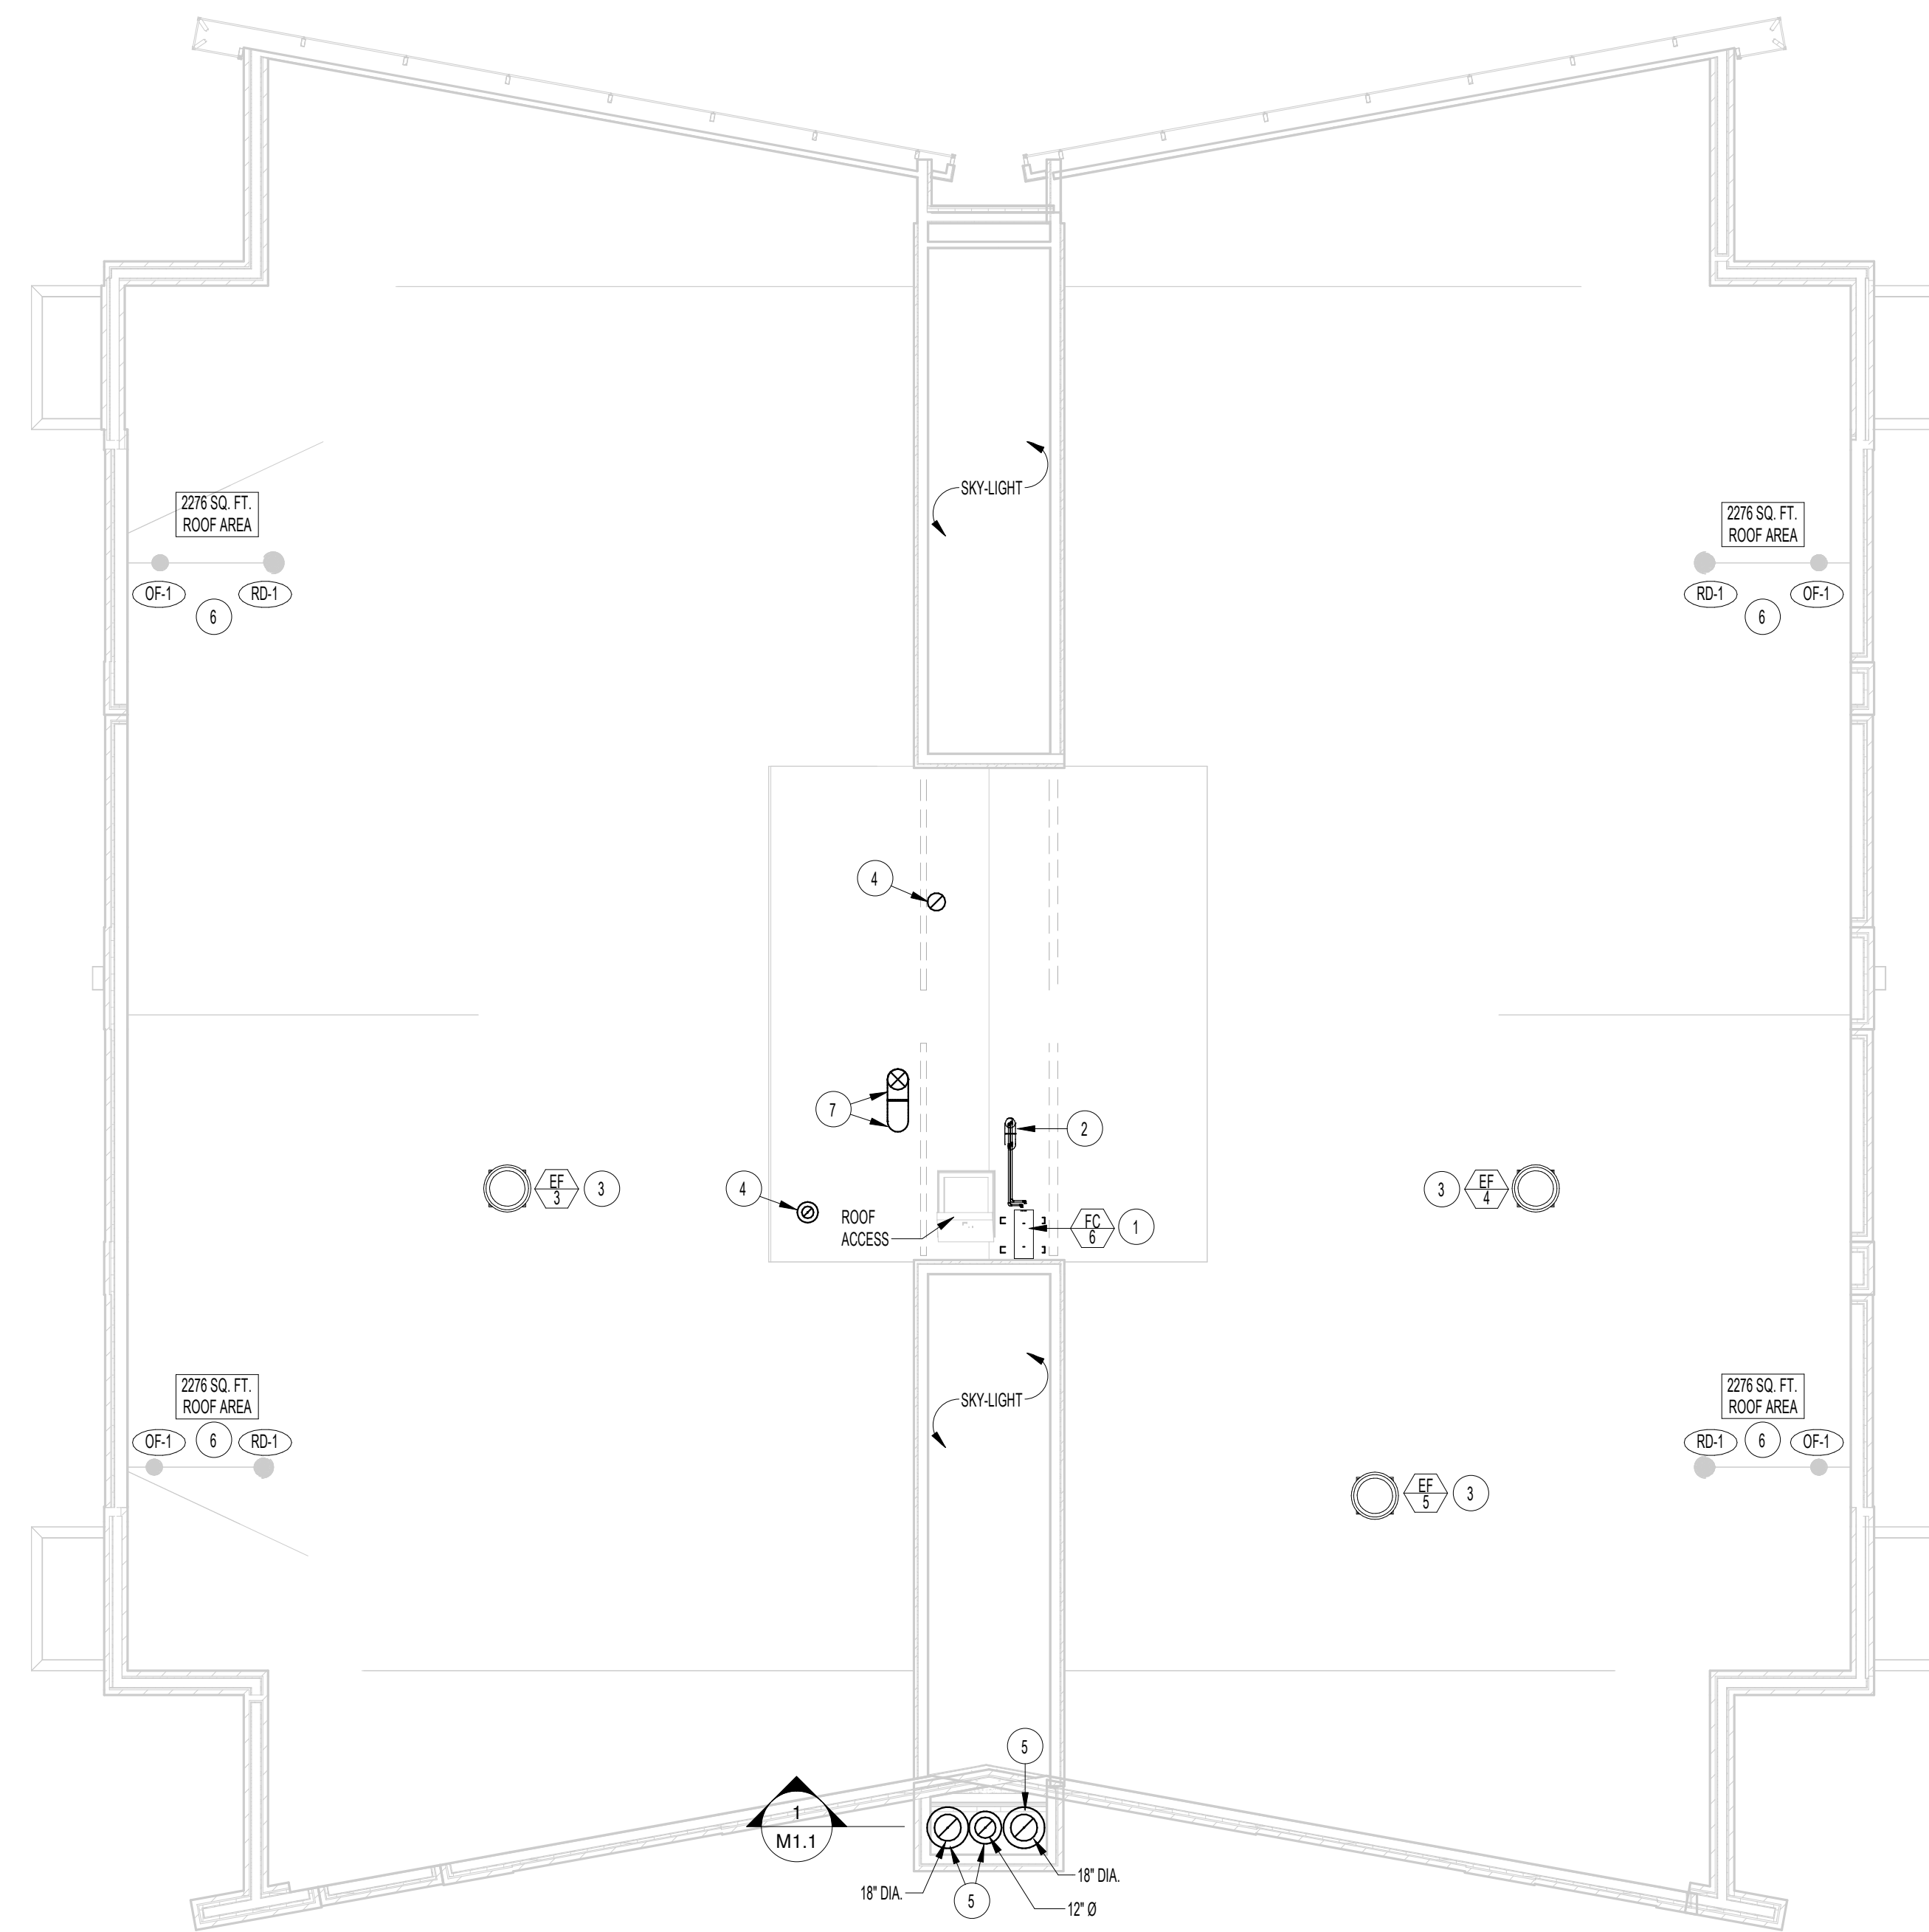 SKY-LIGHT
2276 SQ. FT.
ROOF AREA
2276 SQ. FT.
ROOF AREA
OF-1
RD-1
6
RD-1
OF-1
6
4
7
2
EF
3
3
4
3
EF
4
ROOF
ACCESS
FC
6
1
2276 SQ. FT.
ROOF AREA
2276 SQ. FT.
ROOF AREA
SKY-LIGHT
OF-1
6
RD-1
RD-1
6
OF-1
EF
5
3
5
1
M1.1
18" DIA.
18" DIA.
5
12" Ø